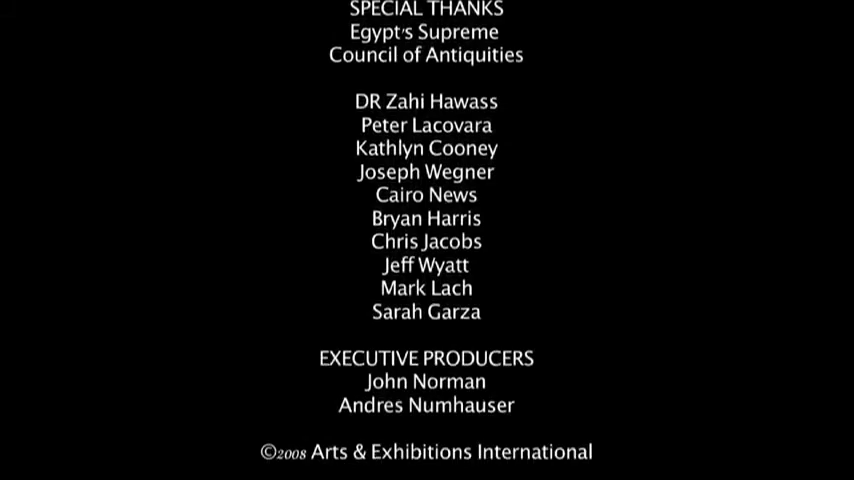 SPECIAL THANKS
Egypt's Supreme
Council of Antiquities
DR Zahi Hawass
Peter Lacovara
Kathlyn Cooney
Joseph Wegner
Cairo News
Bryan Harris
Chris Jacobs
Jeff Wyatt
Mark Lach
Sarah Garza
EXECUTIVE PRODUCERS
John Norman
Andres Numhauser
©2008 Arts & Exhibitions International